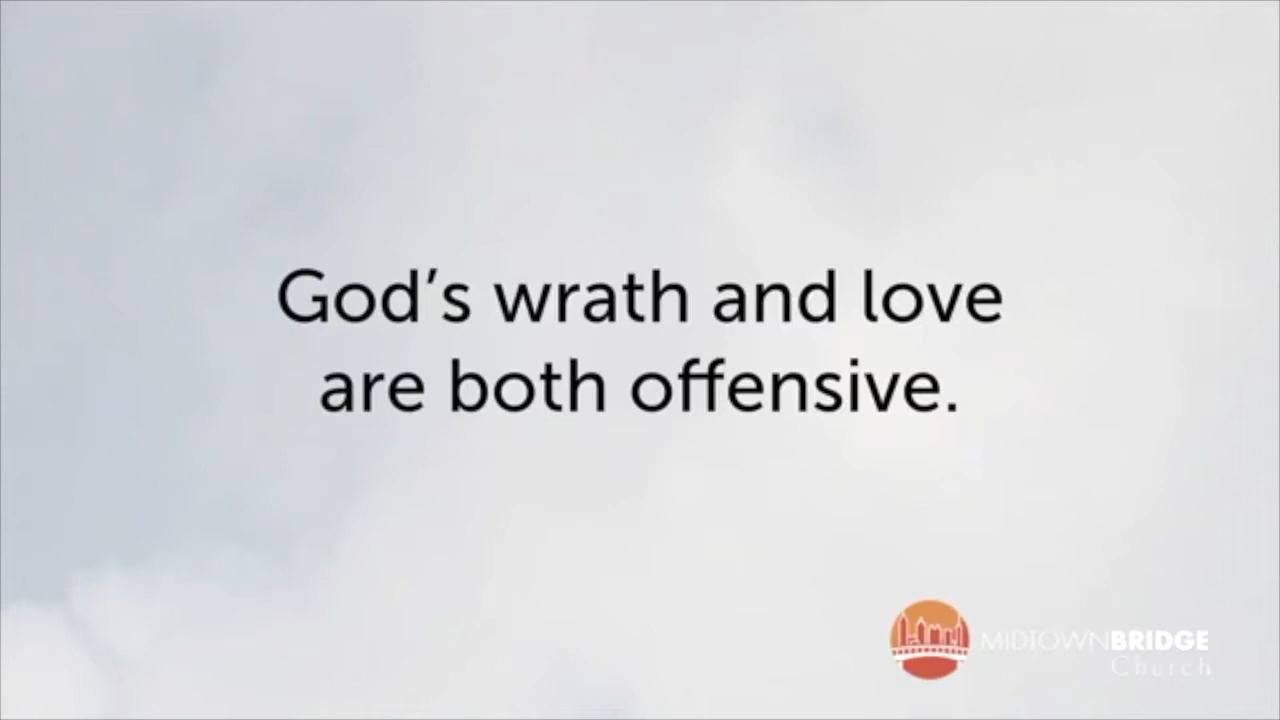 God’s wrath and love
are both offensive.
MIDTOWNBRIDGE
Church